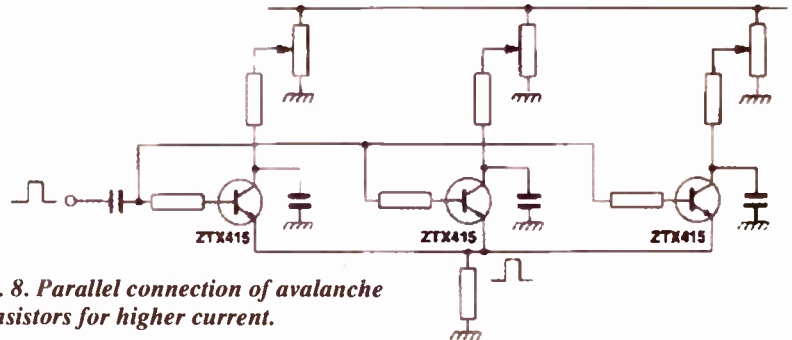 ZTX415 ZTX415 ZTX415
. 8. Parallel connection of avalanche
nsistors for higher current.